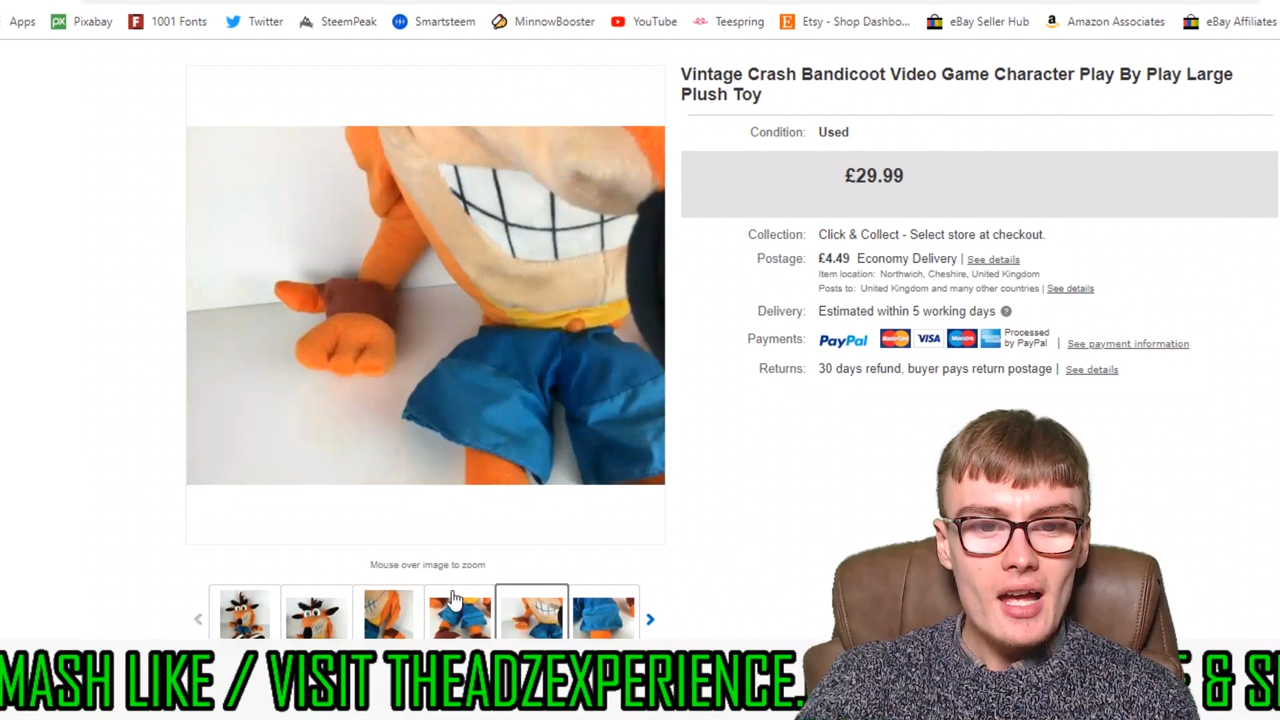 Apps Pixabay 1001 Fonts Twitter SteemPeak Smartsteem MinnowBooster YouTube Teespring Etsy - Shop Dashbo... eBay Seller Hub Amazon Associates eBay Affiliates
Vintage Crash Bandicoot Video Game Character Play By Play Large
Plush Toy
Condition: Used
£29.99
Collection: Click & Collect - Select store at checkout.
Postage: £4.49 Economy Delivery | See details
Item location: Northwich, Cheshire, United Kingdom
Posts to: United Kingdom and many other countries | See details
Delivery: Estimated within 5 working days
Payments: PayPal MasterCard VISA Maestro Processed by PayPal | See payment information
Returns: 30 days refund, buyer pays return postage | See details
Mouse over image to zoom
MASH LIKE / VISIT THEADZEXPERIENCE. & S